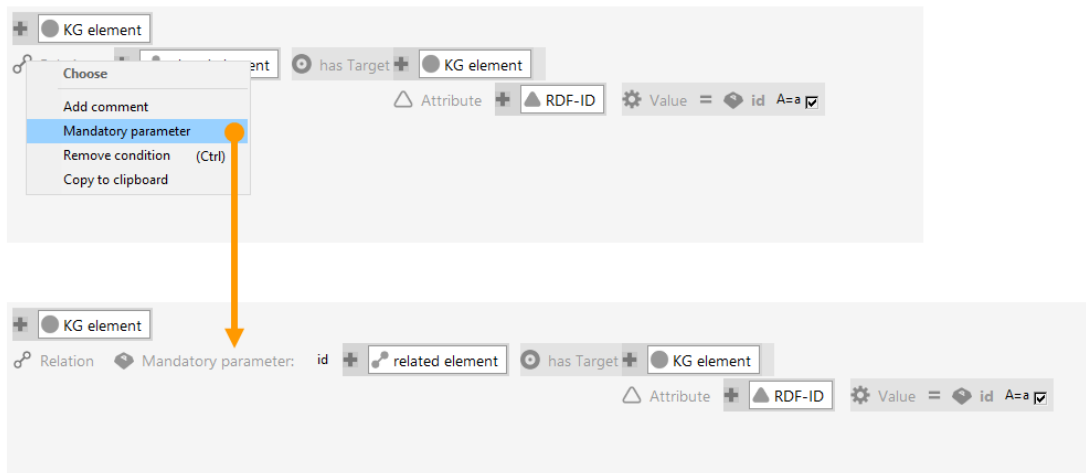 KG element
ent has Target KG element
Choose
Attribute RDF-ID Value = id A=a
Add comment
Mandatory parameter
Remove condition (Ctrl)
Copy to clipboard
KG element
Relation Mandatory parameter: id related element has Target KG element
Attribute RDF-ID Value = id A=a